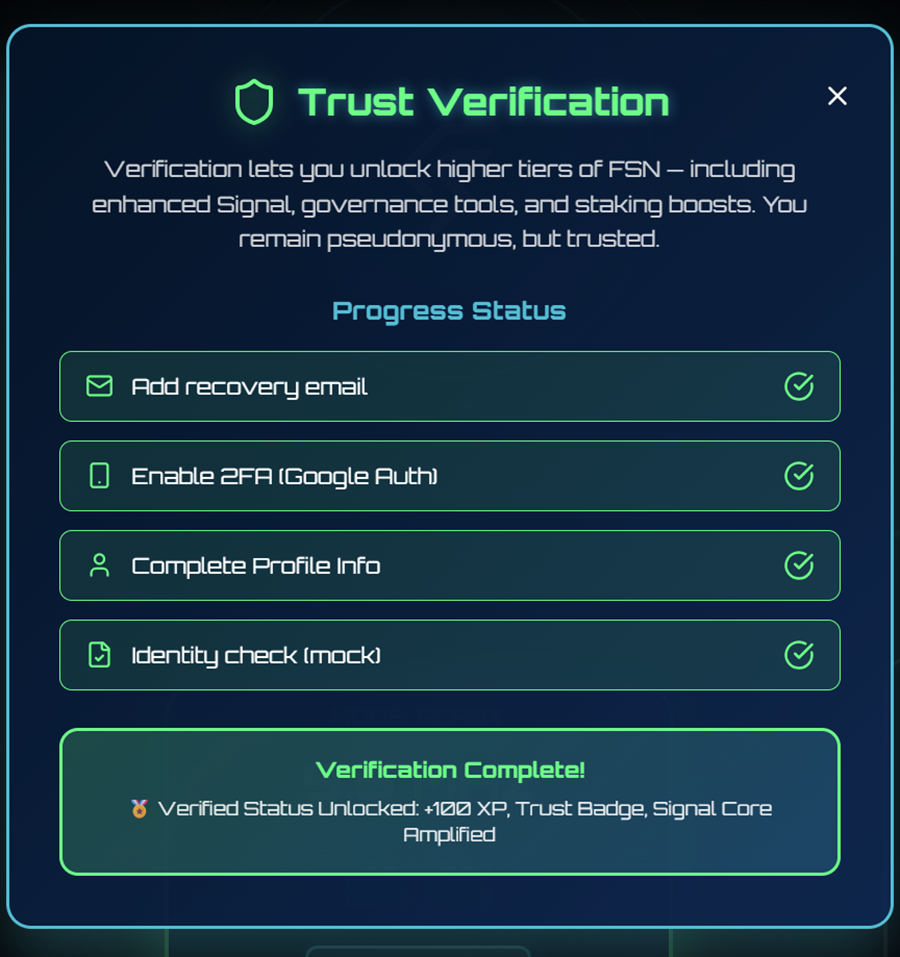 Trust Verification
Verification lets you unlock higher tiers of FSN — including
enhanced Signal, governance tools, and staking boosts. You
remain pseudonymous, but trusted.
Progress Status
Add recovery email
Enable 2FA (Google Auth)
Complete Profile Info
Identity check (mock)
Verification Complete!
🏅 Verified Status Unlocked: +100 XP, Trust Badge, Signal Core
Amplified